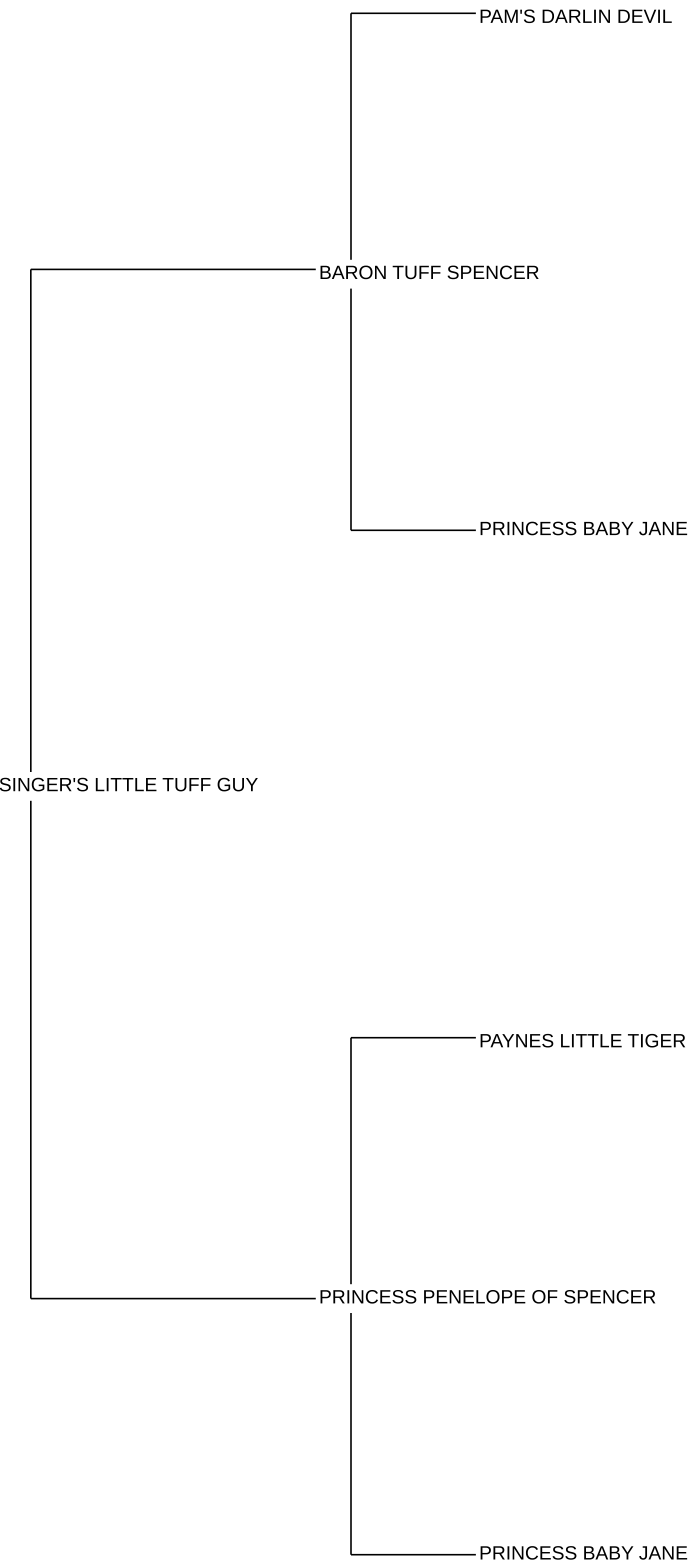 PAM'S DARLIN DEVIL
BARON TUFF SPENCER
PRINCESS BABY JANE
SINGER'S LITTLE TUFF GUY
PAYNES LITTLE TIGER
PRINCESS PENELOPE OF SPENCER
PRINCESS BABY JANE